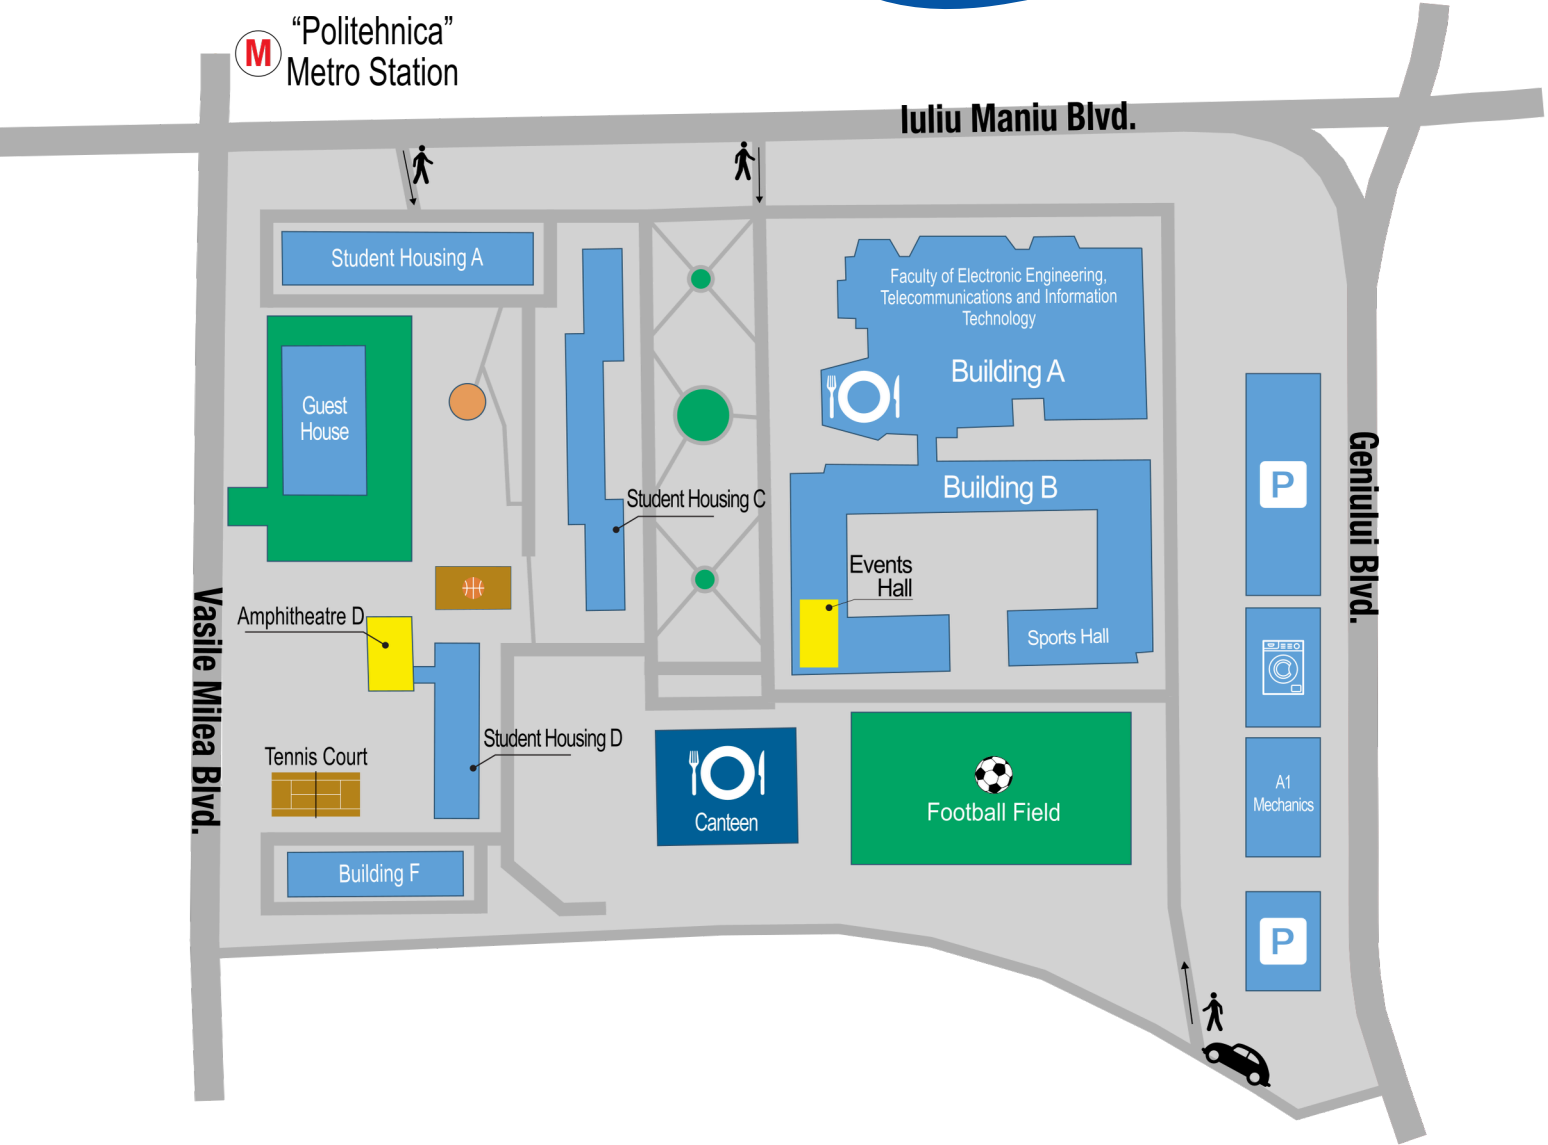 “Politehnica”
M
Metro Station
Iuliu Maniu Blvd.
Student Housing A
Faculty of Electronic Engineering,
Telecommunications and Information
Technology
Building A
Guest
House
Geniului Blvd.
P
Student Housing C
Building B
Events
Hall
Vasile Milea Blvd.
Amphitheatre D
Sports Hall
Student Housing D
Tennis Court
Canteen
Football Field
A1
Mechanics
Building F
P